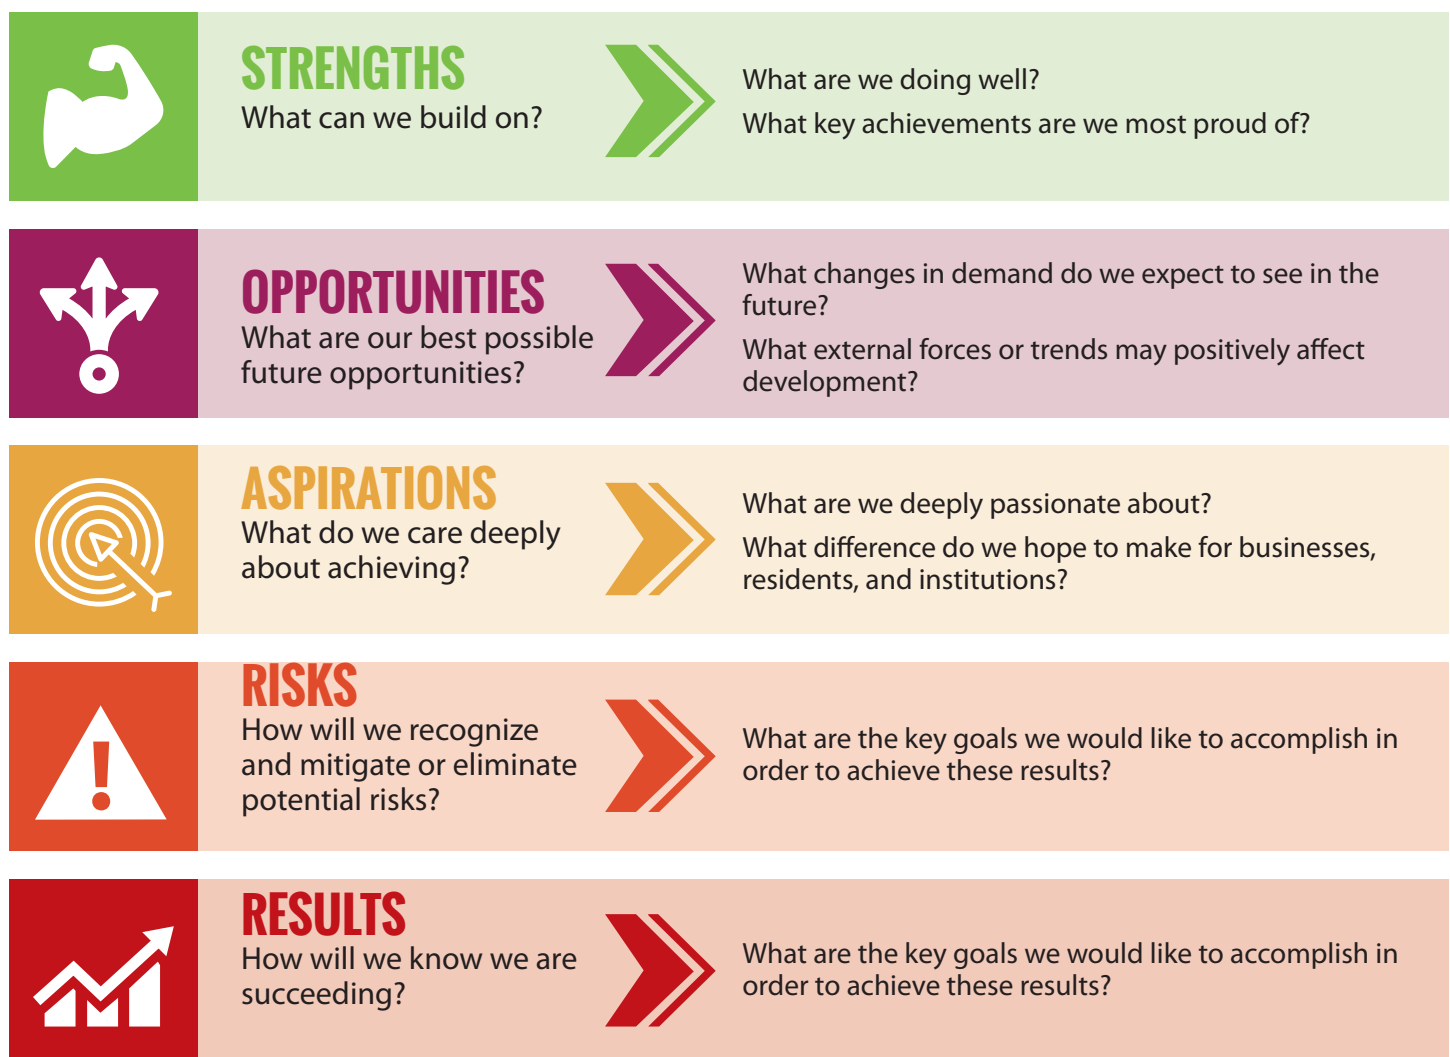 STRENGTHS
What can we build on?
What are we doing well?
What key achievements are we most proud of?
OPPORTUNITIES
What are our best possible
future opportunities?
What changes in demand do we expect to see in the
future?
What external forces or trends may positively affect
development?
ASPIRATIONS
What do we care deeply
about achieving?
What are we deeply passionate about?
What difference do we hope to make for businesses,
residents, and institutions?
RISKS
How will we recognize
and mitigate or eliminate
potential risks?
What are the key goals we would like to accomplish in
order to achieve these results?
RESULTS
How will we know we are
succeeding?
What are the key goals we would like to accomplish in
order to achieve these results?